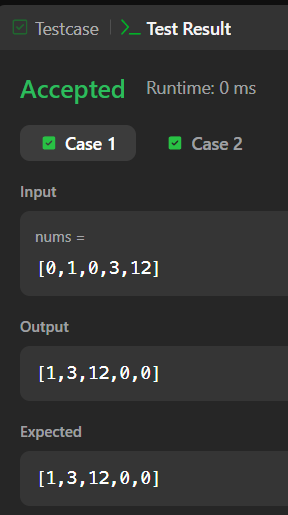 Testcase | Test Result
Accepted Runtime: 0 ms
Case 1 Case 2
Input
nums =
[0,1,0,3,12]
Output
[1,3,12,0,0]
Expected
[1,3,12,0,0]